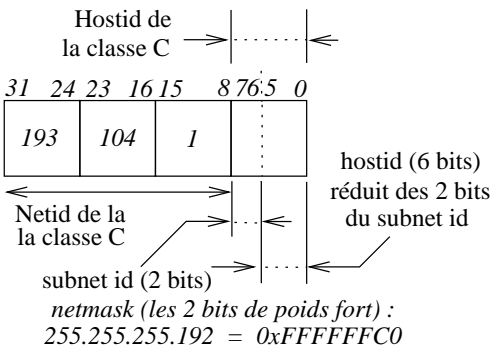 Hostid de
la classe C
31 24 23 16 15 8 7 6 5 0
193 104 1
hostid (6 bits)
réduit des 2 bits
du subnet id
Netid de la
la classe C
subnet id (2 bits)
netmask (les 2 bits de poids fort) :
255.255.255.192 = 0xFFFFFFC0